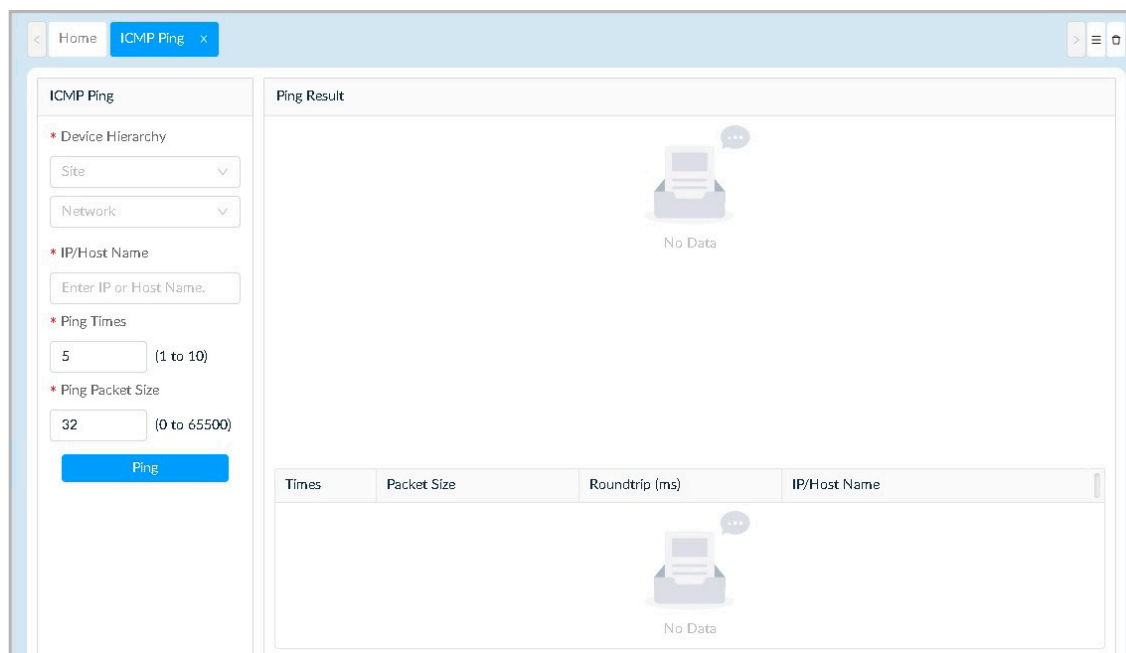 Home
ICMP Ping x
ICMP Ping
* Device Hierarchy
Site
Network
* IP/Host Name
Enter IP or Host Name.
* Ping Times
5 (1 to 10)
* Ping Packet Size
32 (0 to 65500)
Ping
Ping Result
No Data
Times Packet Size Roundtrip (ms) IP/Host Name
No Data